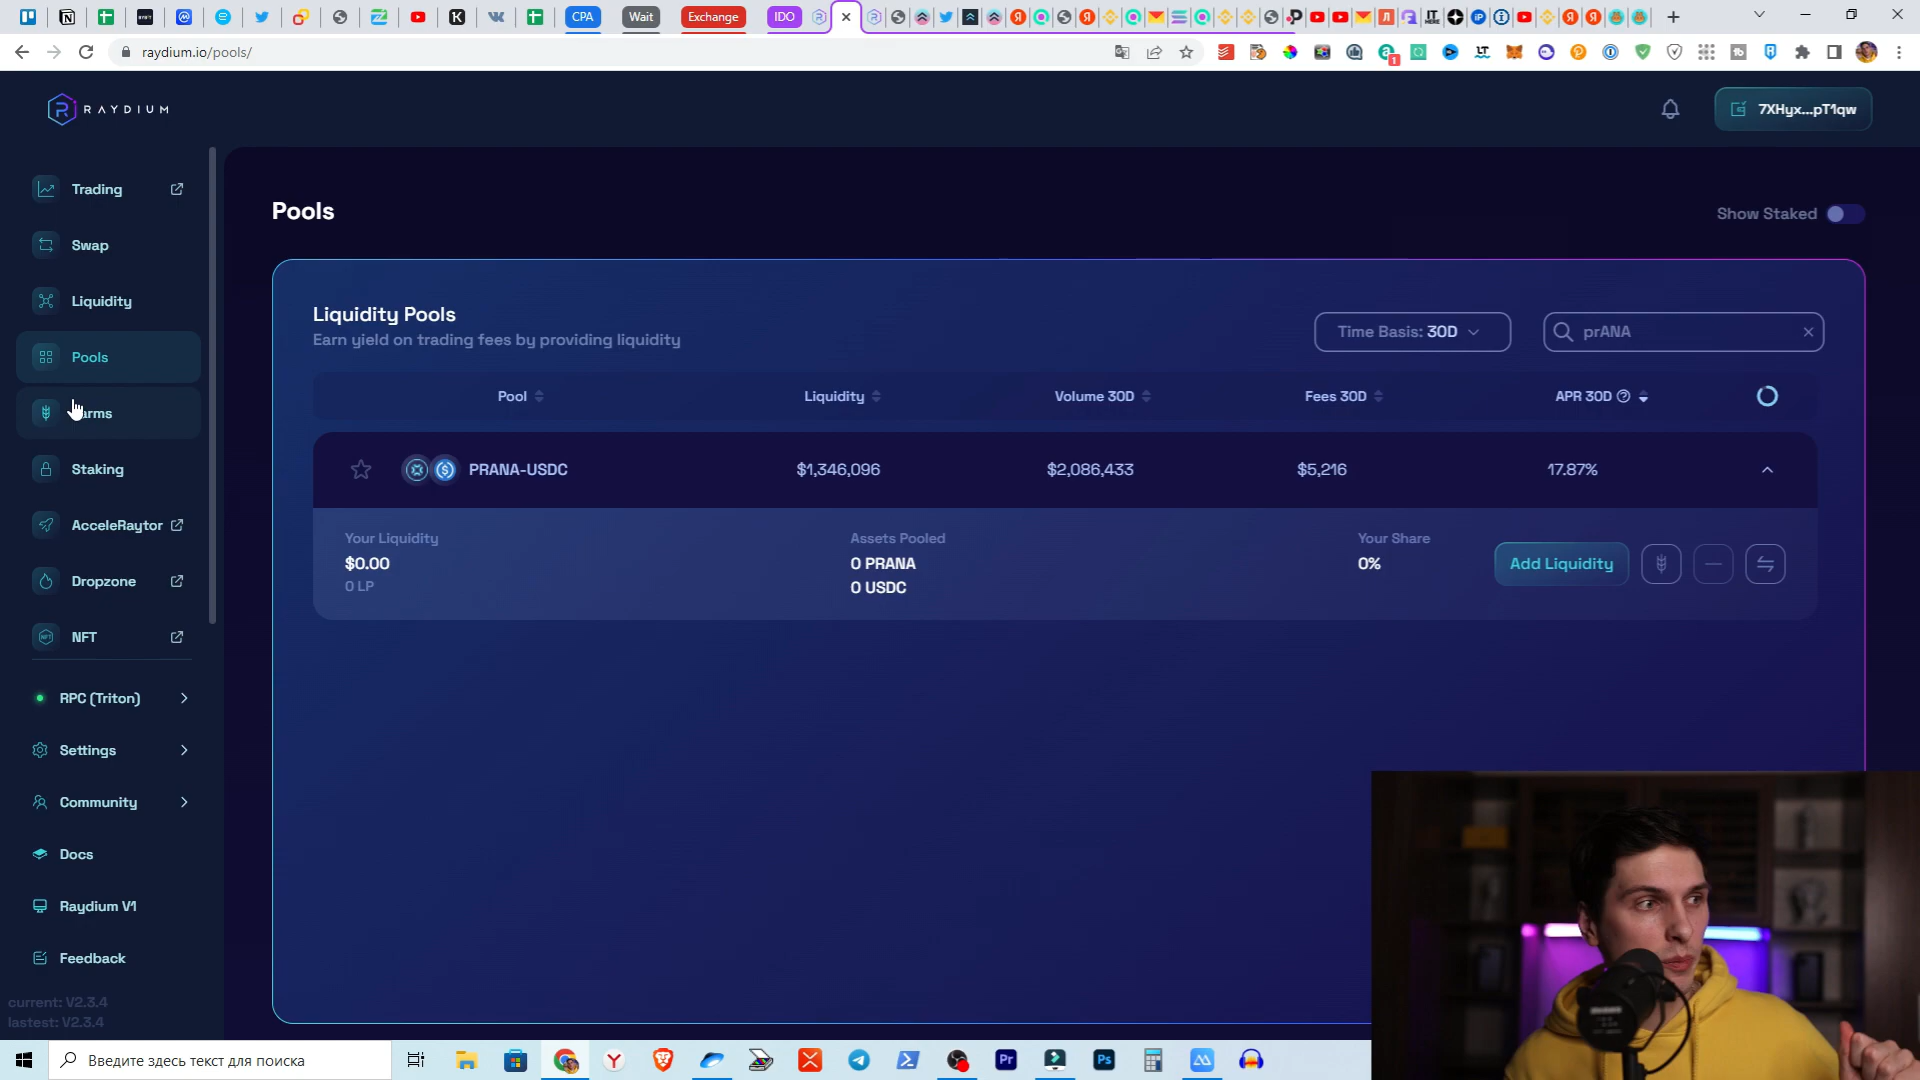 CPA
Wait
Exchange
IDO
raydium.io/pools/
1
RAYDIUM
7XHyx...pT1qw
Trading
Swap
Liquidity
Pools
arms
Staking
AcceleRaytor
Dropzone
NFT
RPC (Triton)
Settings
Community
Docs
Raydium V1
Feedback
current: V2.3.4
lastest: V2.3.4
Pools
Show Staked
Liquidity Pools
Earn yield on trading fees by providing liquidity
Time Basis: 30D
prANA
Pool Liquidity Volume 30D Fees 30D APR 30D
PRANA-USDC $1,346,096 $2,086,433 $5,216 17.87%
Your Liquidity Assets Pooled Your Share
$0.00 0 PRANA 0% Add Liquidity
0 LP 0 USDC
Введите здесь текст для поиска
Pr
Ps